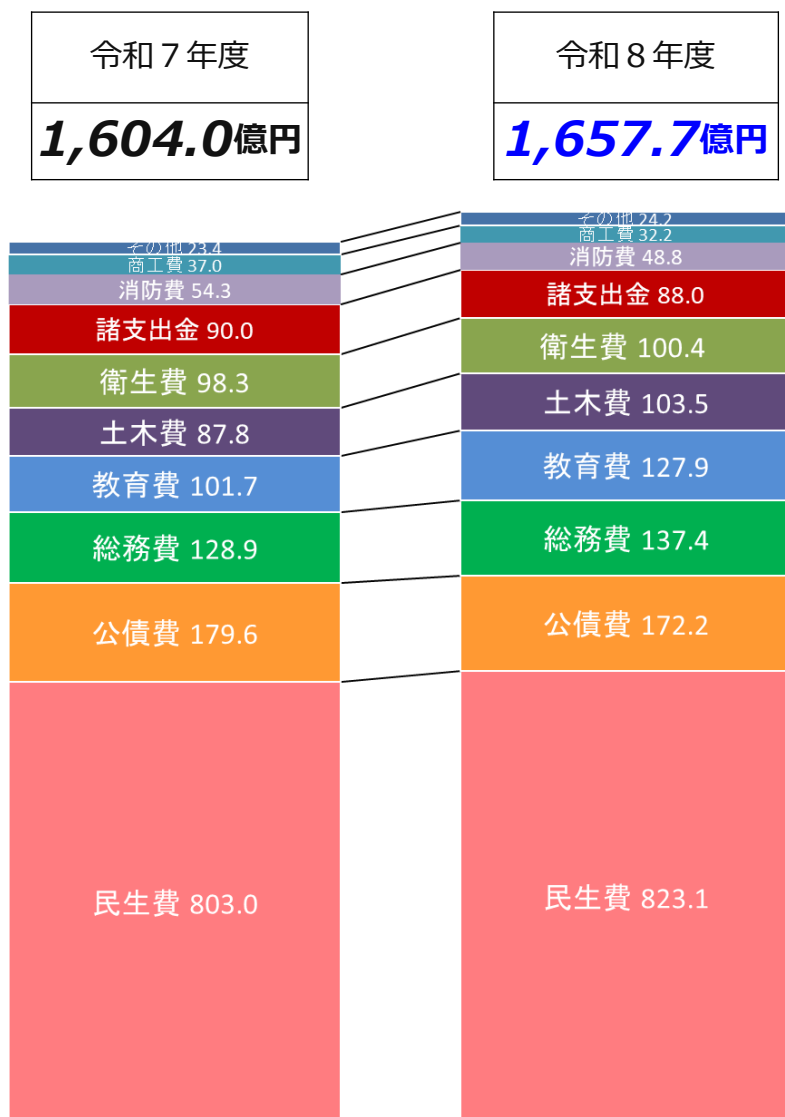 令和７年度
1,604.0億円
その他 23.4
商工費 37.0
消防費 54.3
諸支出金 90.0
衛生費 98.3
土木費 87.8
教育費 101.7
総務費 128.9
公債費 179.6
民生費 803.0
令和８年度
1,657.7億円
その他 24.2
商工費 32.2
消防費 48.8
諸支出金 88.0
衛生費 100.4
土木費 103.5
教育費 127.9
総務費 137.4
公債費 172.2
民生費 823.1